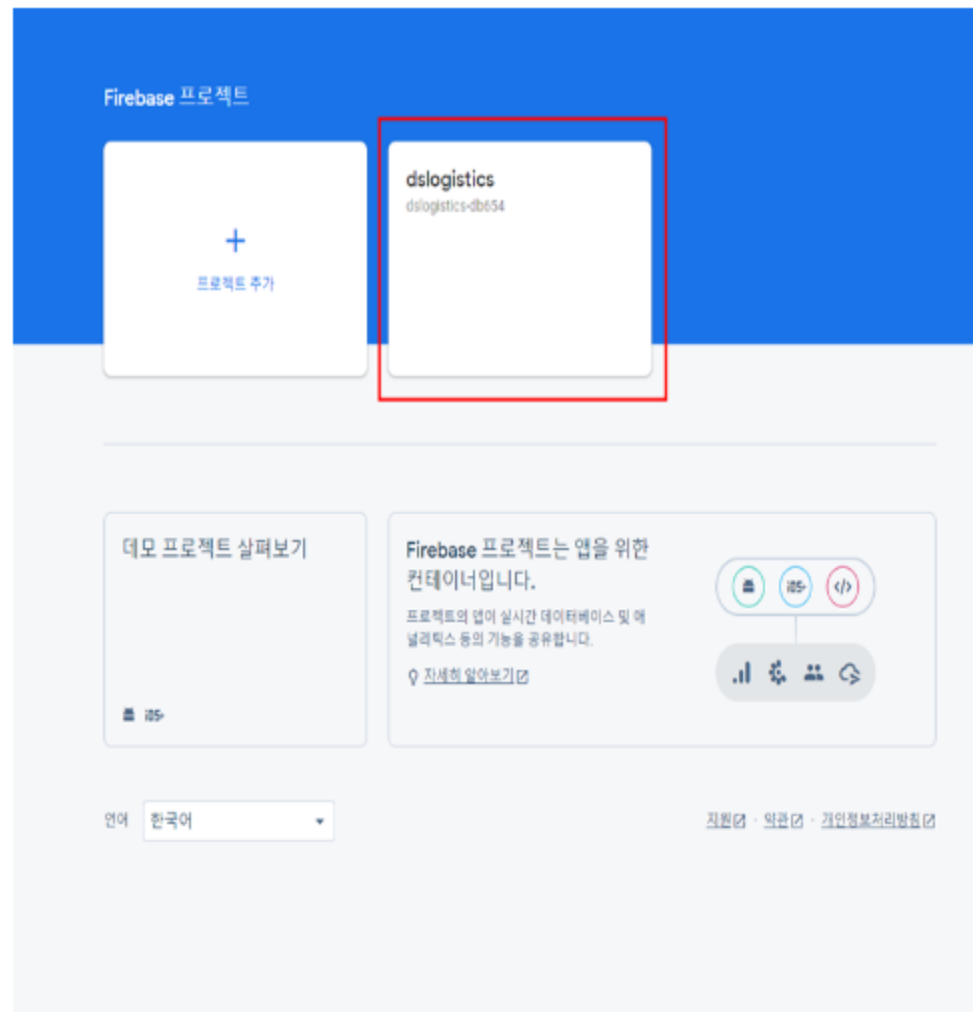 Firebase 프로젝트
dslogistics
dslogistics-db654
+
프로젝트 추가
데모 프로젝트 살펴보기
iOS+
Firebase 프로젝트는 앱을 위한
컨테이너입니다.
프로젝트의 앱이 실시간 데이터베이스 및 애
널리틱스 등의 기능을 공유합니다.
자세히 알아보기
iOS+
</>
언어 한국어
지원 · 약관 · 개인정보처리방침